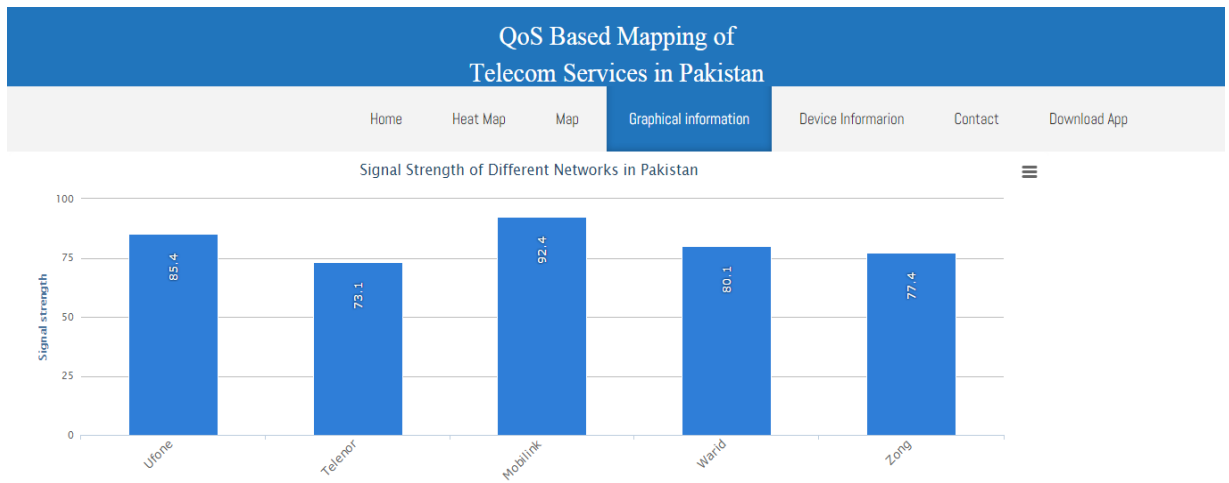 QoS Based Mapping of
Telecom Services in Pakistan
Home Heat Map Map Graphical information Device Informarion Contact Download App
Signal Strength of Different Networks in Pakistan
100
75
50
25
0
Signal strength
85.4
73.1
92.4
80.1
77.4
Ufone
Telenor
Mobilink
Warid
Zong